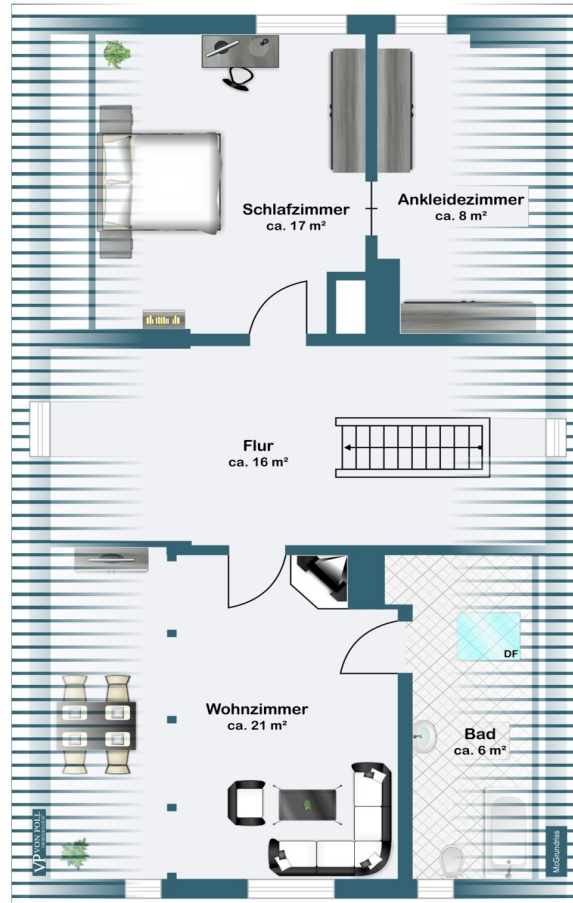 Schlafzimmer
ca. 17 m²
Ankleidezimmer
ca. 8 m²
Flur
ca. 16 m²
DF
Wohnzimmer
ca. 21 m²
Bad
ca. 6 m²
VP VON POLL
McGrundriss